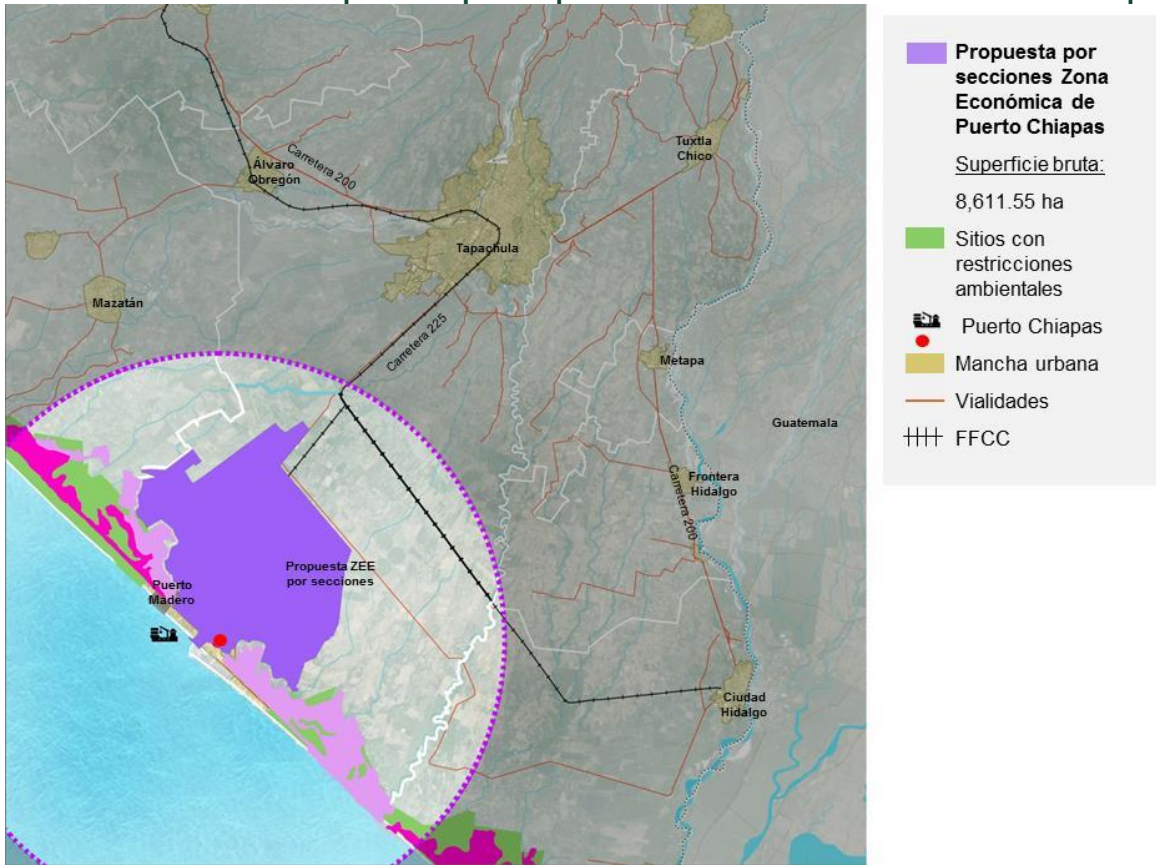 Álvaro
Obregón
Carretera 200
Tuxtla
Chico
Tapachula
Mazatán
Carretera 225
Metapa
Guatemala
Frontera
Hidalgo
Carretera 200
Propuesta ZEE
por secciones
Puerto
Madero
Ciudad
Hidalgo
Propuesta por
secciones Zona
Económica de
Puerto Chiapas
Superficie bruta:
8,611.55 ha
Sitios con
restricciones
ambientales
Puerto Chiapas
Mancha urbana
Vialidades
FFCC